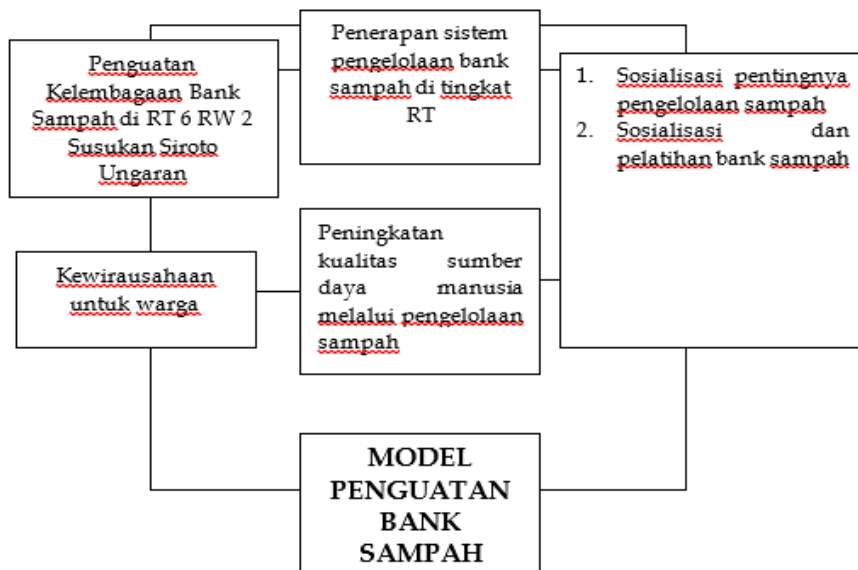 Penguatan
Kelembagaan Bank
Sampah di RT 6 RW 2
Susukan Siroto
Ungaran
Penerapan sistem
pengelolaan bank
sampah di tingkat
RT
1. Sosialisasi pentingnya
pengelolaan sampah
2. Sosialisasi dan
pelatihan bank sampah
Kewirausahaan
untuk warga
Peningkatan
kualitas sumber
daya manusia
melalui pengelolaan
sampah
MODEL
PENGUATAN
BANK
SAMPAH